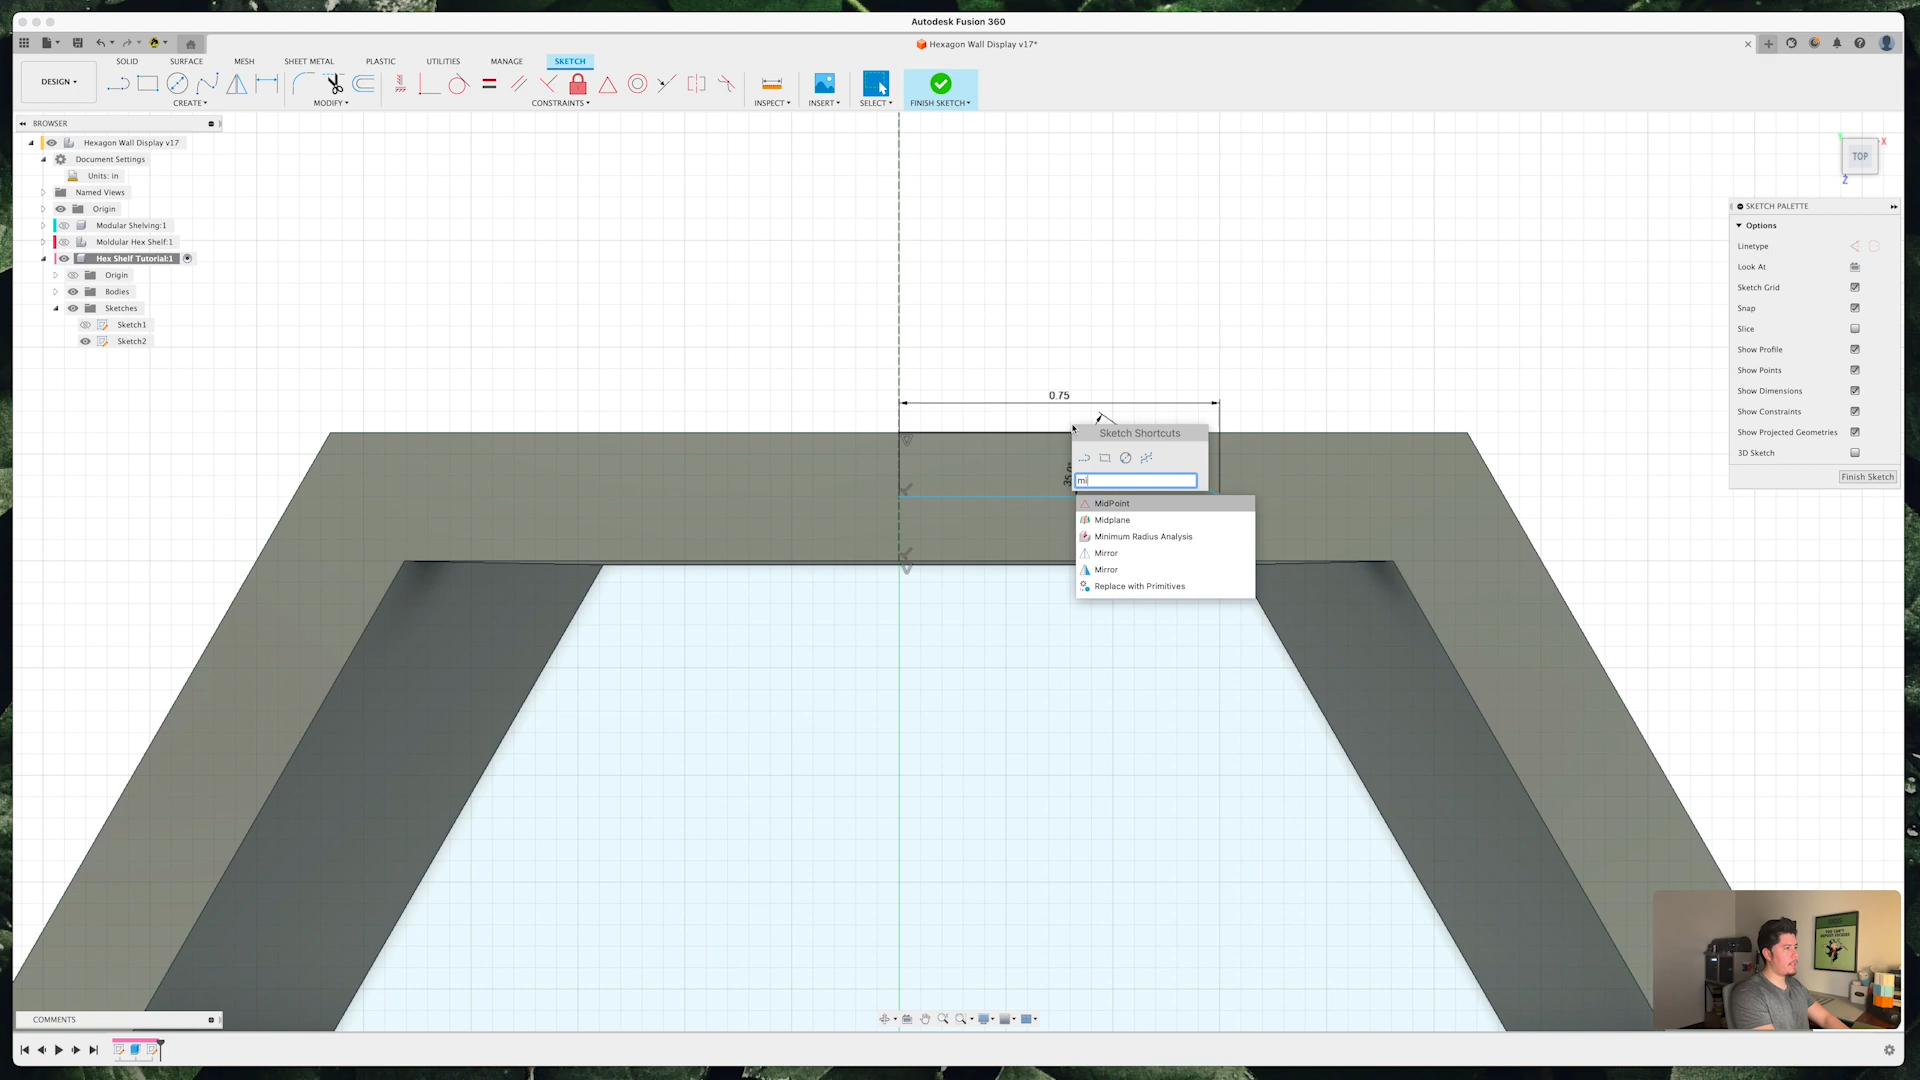 Autodesk Fusion 360
Hexagon Wall Display v17*
DESIGN
SOLID
SURFACE
MESH
SHEET METAL
PLASTIC
UTILITIES
MANAGE
SKETCH
CREATE
MODIFY
CONSTRAINTS
INSPECT
INSERT
SELECT
FINISH SKETCH
BROWSER
Hexagon Wall Display v17
Document Settings
Units: in
Named Views
Origin
Modular Shelving:1
Moldular Hex Shelf:1
Hex Shelf Tutorial:1
Origin
Bodies
Sketches
Sketch1
Sketch2
TOP
X
Z
SKETCH PALETTE
Options
Linetype
Look At
Sketch Grid
Snap
Slice
Show Profile
Show Points
Show Dimensions
Show Constraints
Show Projected Geometries
3D Sketch
Finish Sketch
0.75
Sketch Shortcuts
mi
MidPoint
Midplane
Minimum Radius Analysis
Mirror
Mirror
Replace with Primitives
COMMENTS